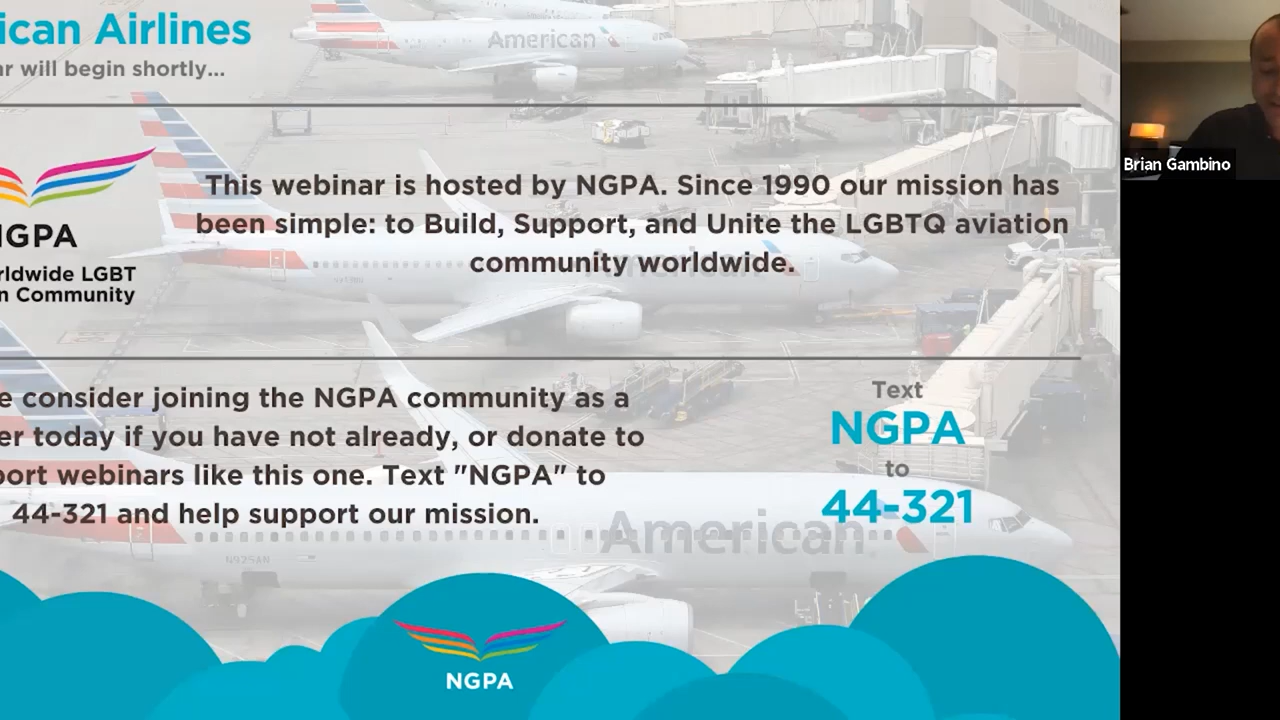 ican Airlines
ar will begin shortly...
American
Brian Gambino
This webinar is hosted by NGPA. Since 1990 our mission has
been simple: to Build, Support, and Unite the LGBTQ aviation
community worldwide.
NGPA
rldwide LGBT
n Community
e consider joining the NGPA community as a
er today if you have not already, or donate to
port webinars like this one. Text "NGPA" to
44-321 and help support our mission.
Text
NGPA
to
44-321
American
N925AN
NGPA